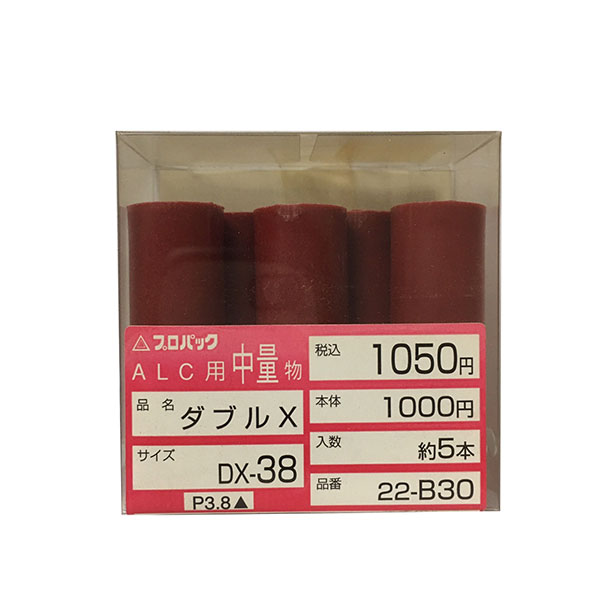 プロパック
ALC用中量物
品名 ダブルX
サイズ DX-38
P3.8▲
税込 1050円
本体 1000円
入数 約5本
品番 22-B30